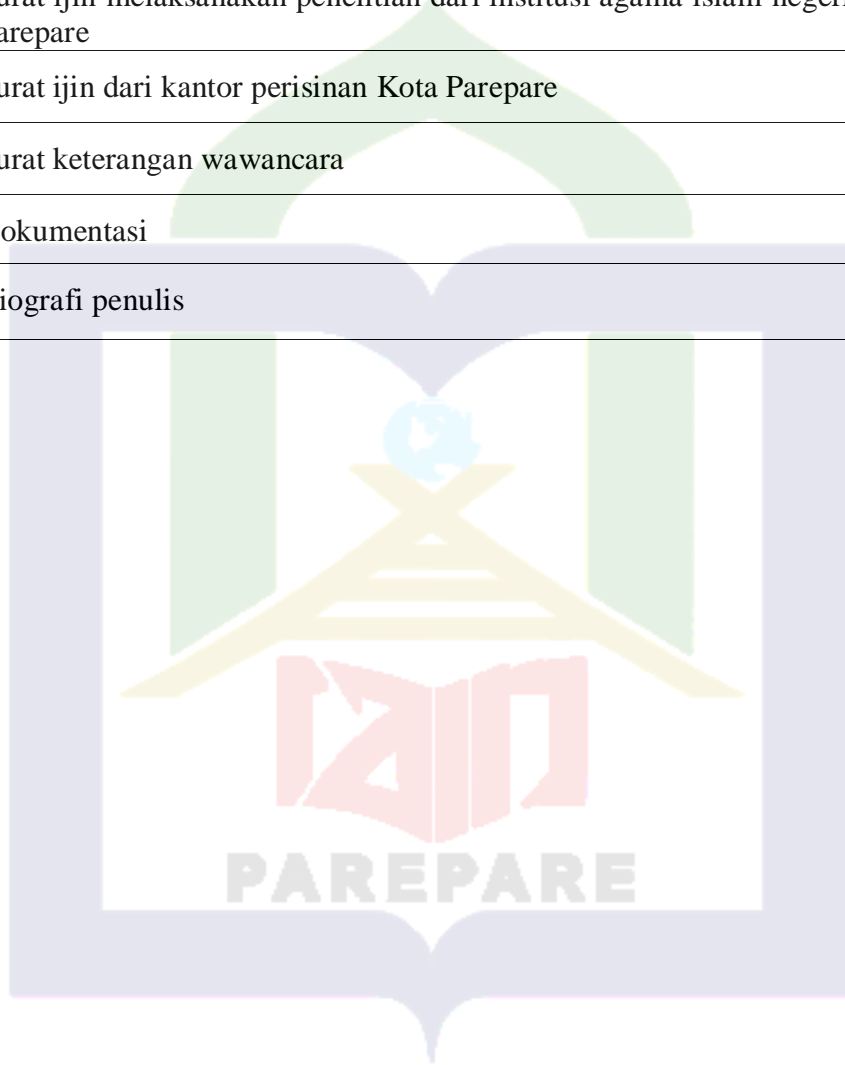 urat ijin melaksanakan penelitian dari institusi agama islam negeri
arepare
urat ijin dari kantor perisinan Kota Parepare
urat keterangan wawancara
okumentasi
iografi penulis
iain
PAREPARE